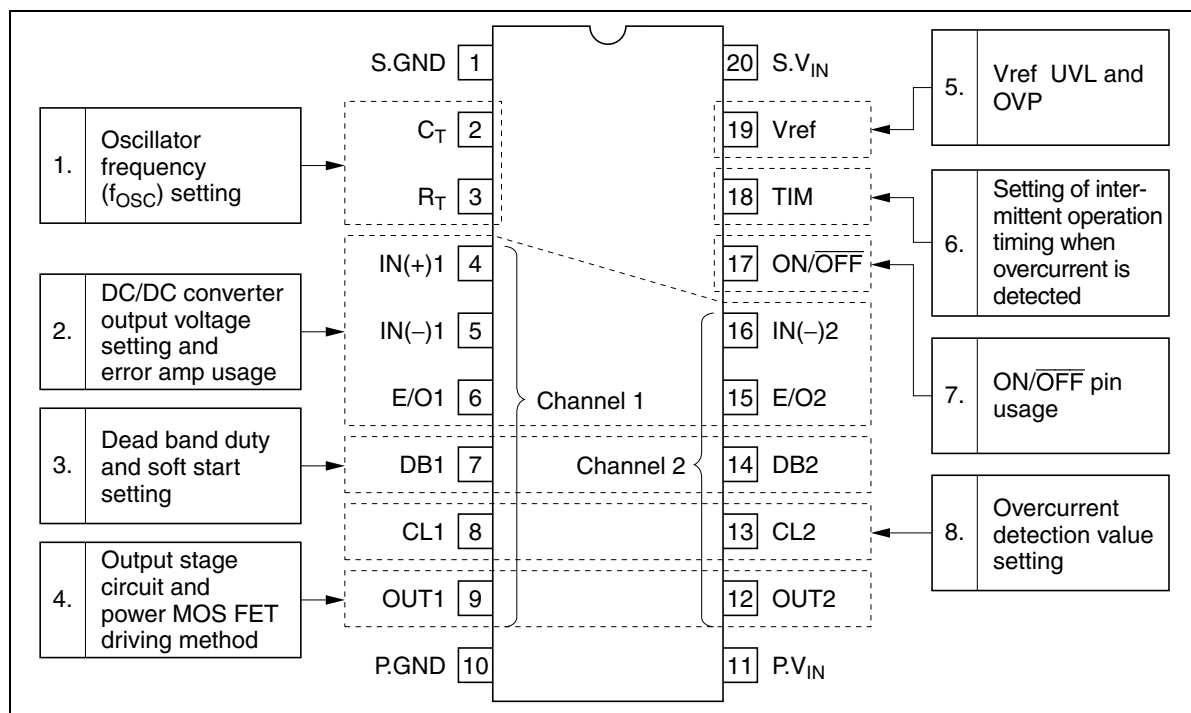 S.GND 1
20 S.VIN
CT 2
19 Vref
RT 3
18 TIM
IN(+)1 4
17 ON/OFF
IN(−)1 5
16 IN(−)2
E/O1 6
15 E/O2
Channel 1
DB1 7
Channel 2
14 DB2
CL1 8
13 CL2
OUT1 9
12 OUT2
P.GND 10
11 P.VIN
1.
Oscillator
frequency
(fOSC) setting
2.
DC/DC converter
output voltage
setting and
error amp usage
3.
Dead band duty
and soft start
setting
4.
Output stage
circuit and
power MOS FET
driving method
5.
Vref UVL and
OVP
6.
Setting of inter-
mittent operation
timing when
overcurrent is
detected
7.
ON/OFF pin
usage
8.
Overcurrent
detection value
setting